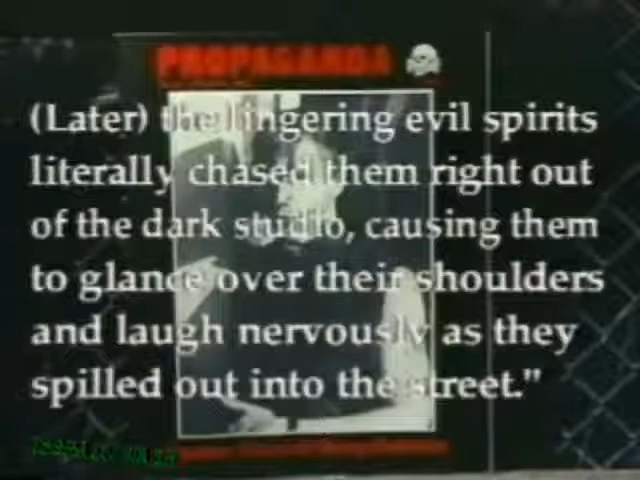 PROPAGANDA
(Later) the lingering evil spirits
literally chased them right out
of the dark studio, causing them
to glance over their shoulders
and laugh nervously as they
spilled out into the street."